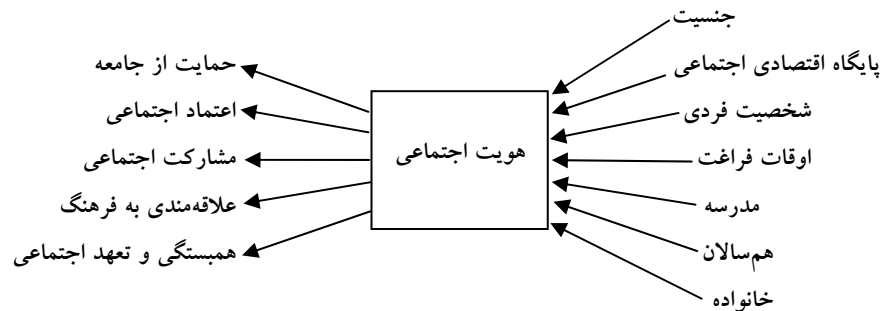 جنسیت
پایگاه اقتصادی اجتماعی
شخصیت فردی
اوقات فراغت
مدرسه
هم‌سالان
خانواده
هویت اجتماعی
حمایت از جامعه
اعتماد اجتماعی
مشارکت اجتماعی
علاقه‌مندی به فرهنگ
همبستگی و تعهد اجتماعی